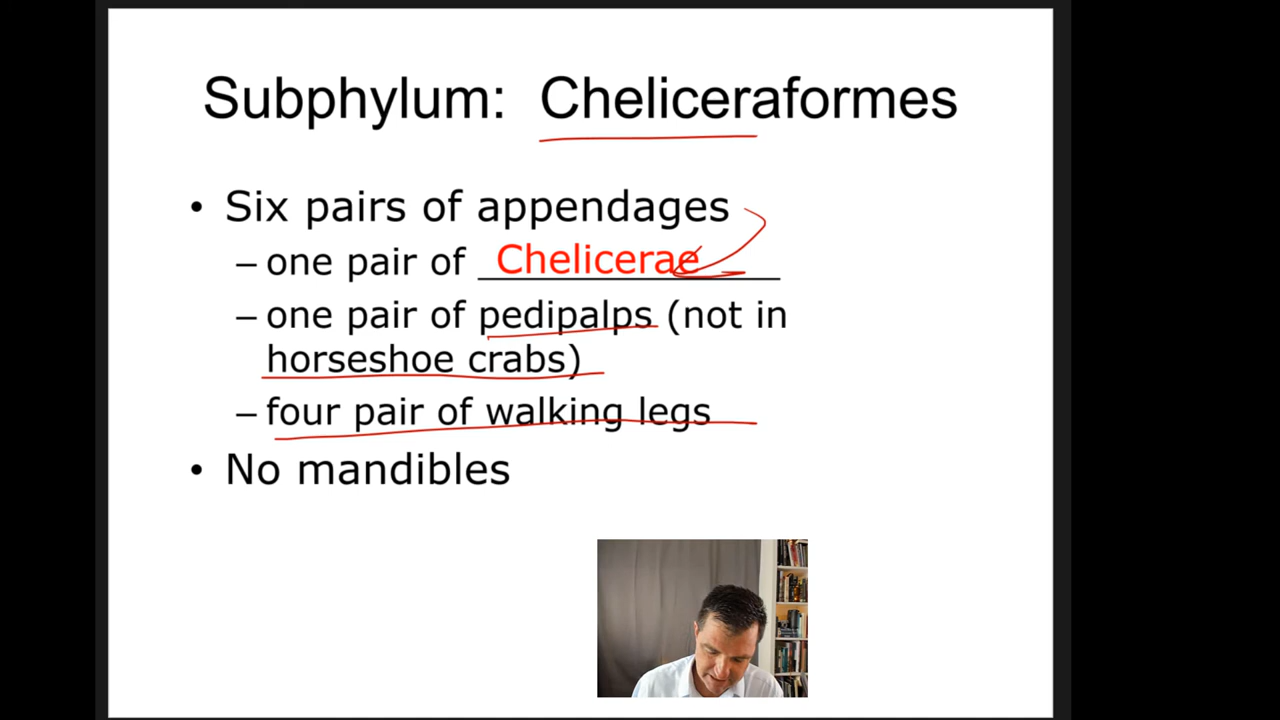 Subphylum: Cheliceraformes
• Six pairs of appendages
– one pair of Chelicerae
– one pair of pedipalps (not in
horseshoe crabs)
– four pair of walking legs
• No mandibles